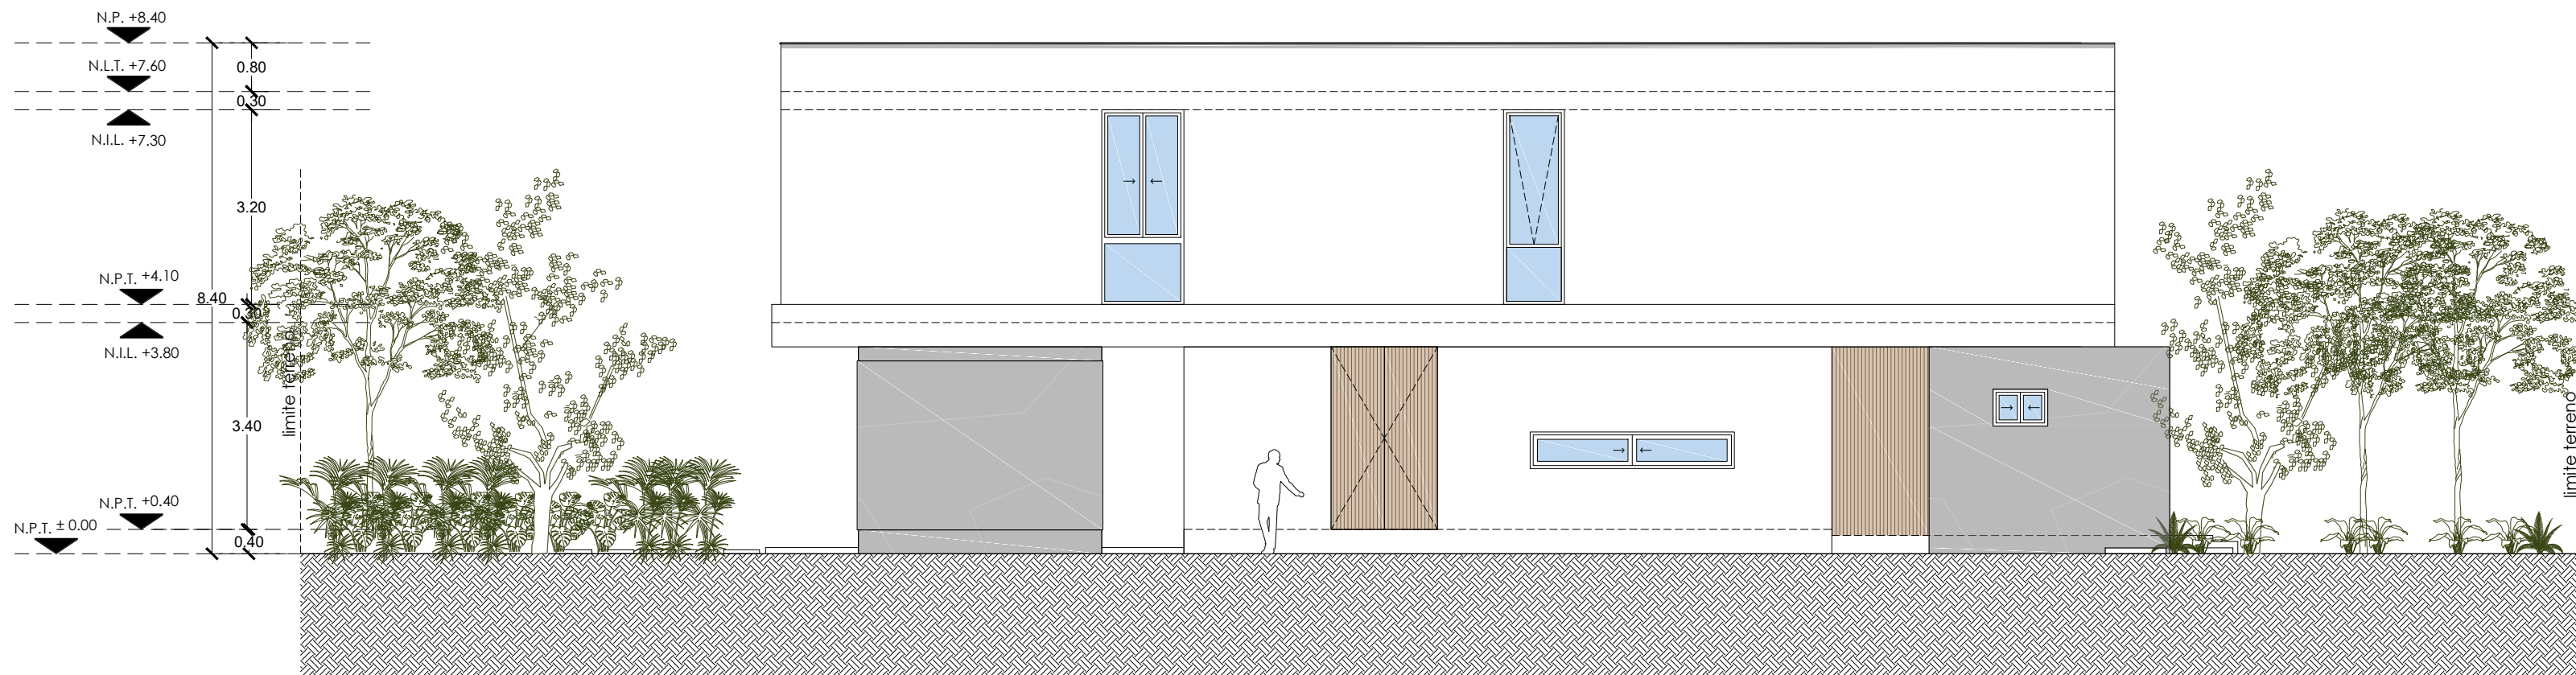 N.P. +8.40
0.80
N.L.T. +7.60
0.30
N.I.L. +7.30
3.20
N.P.T. +4.10
8.40
0.30
N.I.L. +3.80
limite terreno
limite terreno
3.40
N.P.T. +0.40
N.P.T. ± 0.00
0.40